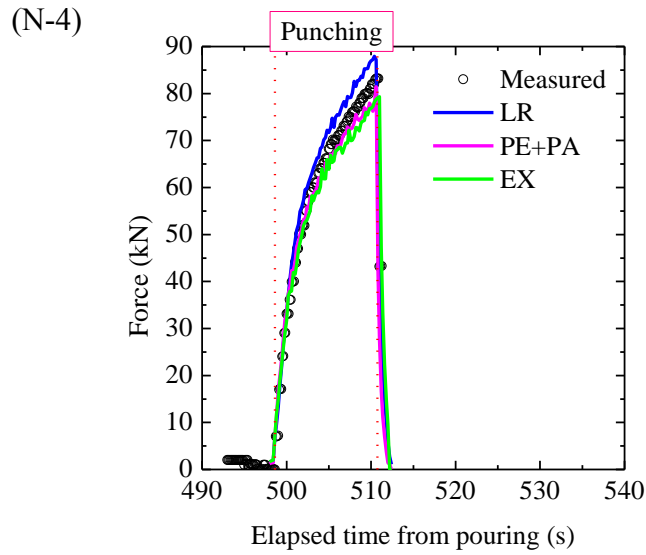 (N-4)
Punching
90
80
70
60
50
40
30
20
10
0
Force (kN)
Measured
LR
PE+PA
EX
490 500 510 520 530 540
Elapsed time from pouring (s)